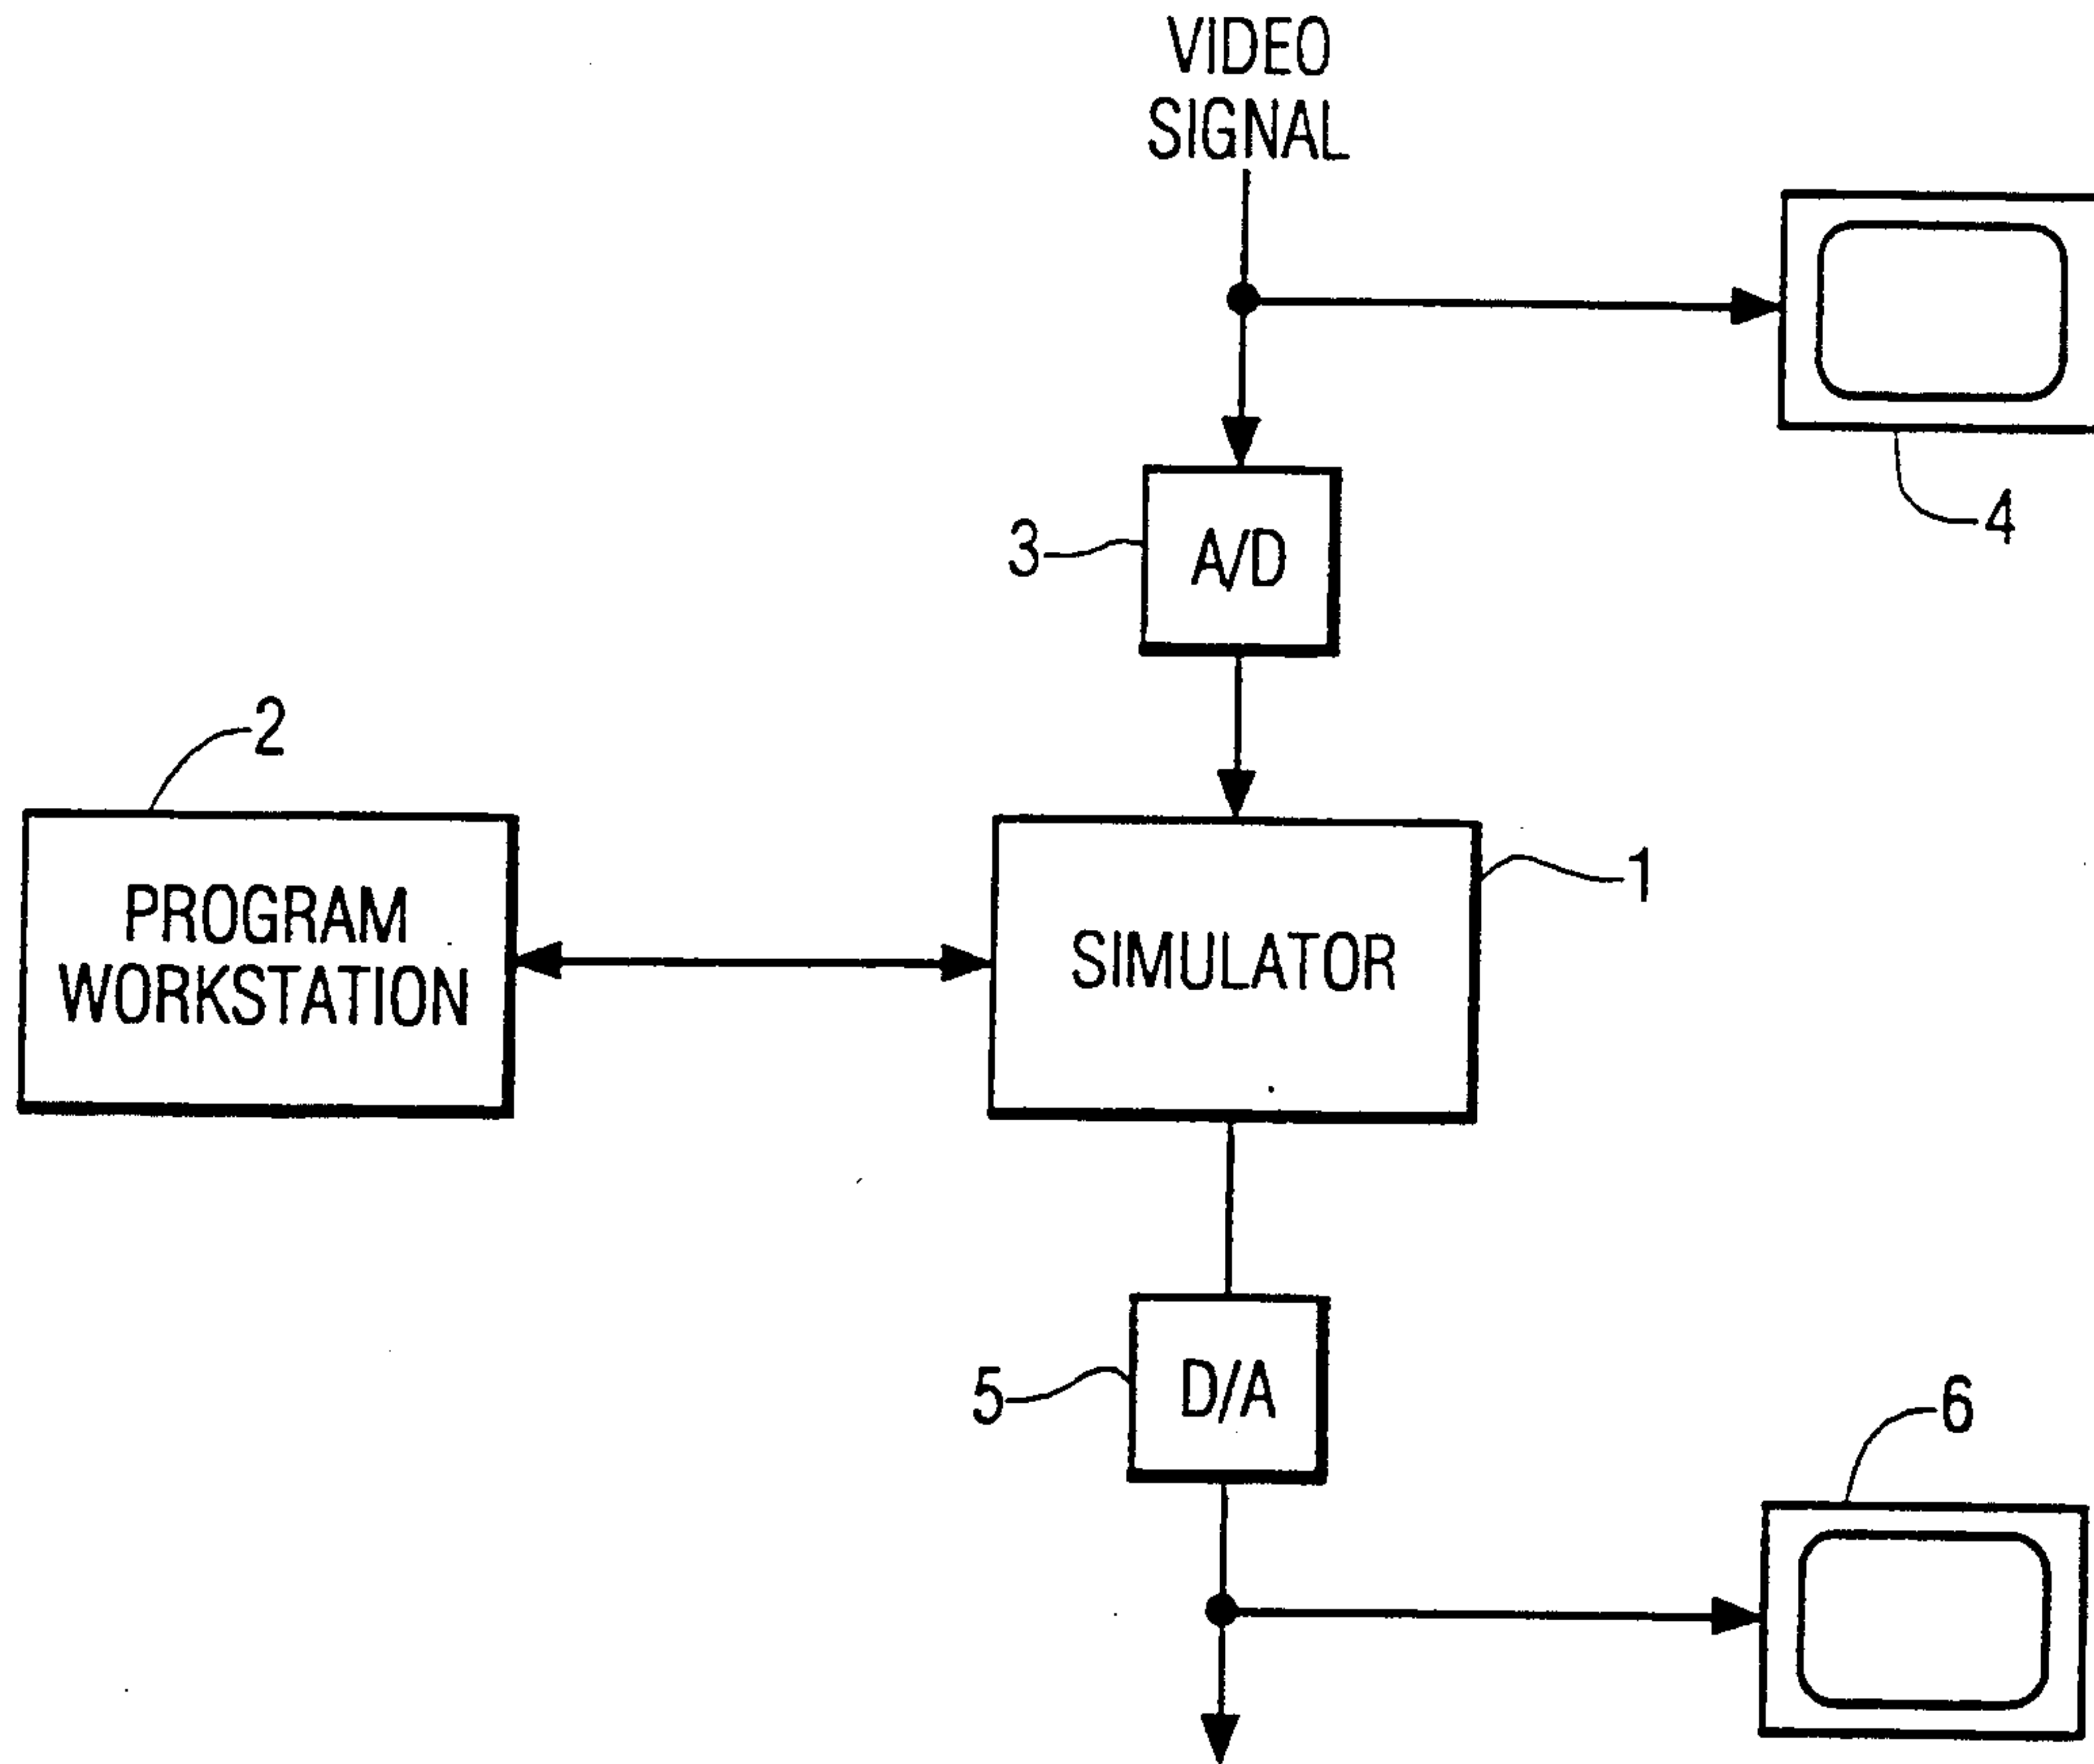 VIDEO
SIGNAL
4
3
A/D
2
1
PROGRAM
WORKSTATION
SIMULATOR
5
D/A
6